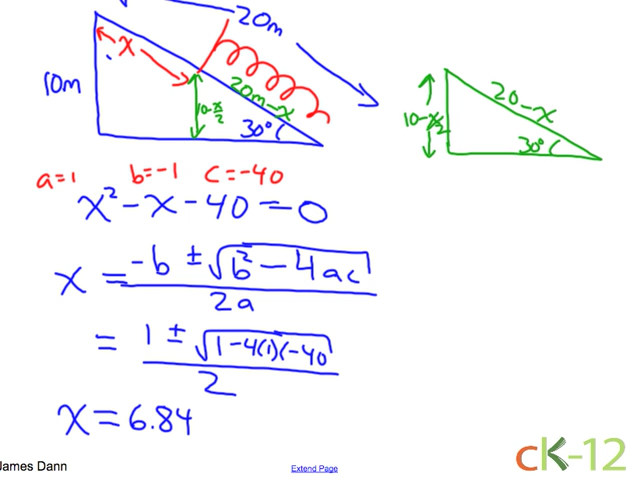 20m
x
10m
20m-x
10-x/2
30°
20-x
10-x/2
30°
a=1 b=-1 c=-40
x² - x - 40 = 0
x = -b ± √b² - 4ac / 2a
= 1 ± √1-4(1)(-40 / 2
x = 6.84
James Dann
Extend Page
cK-12